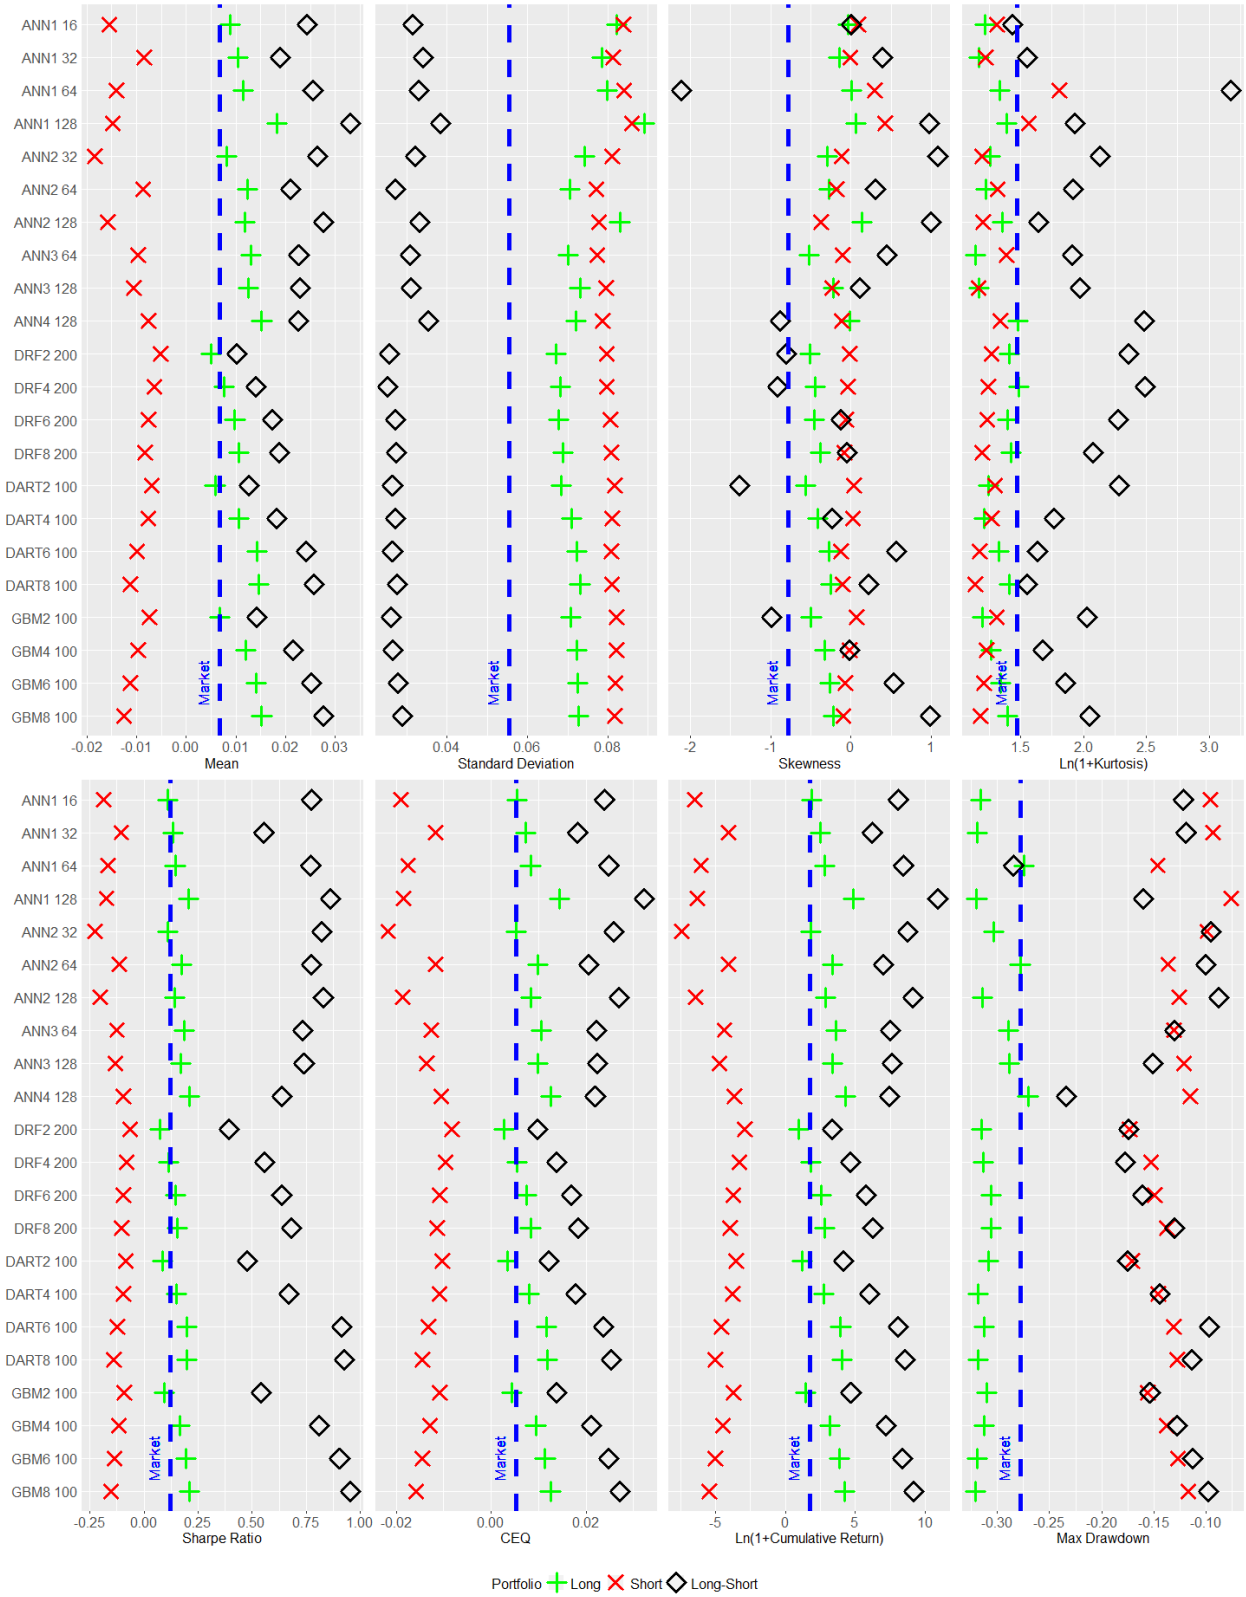 ANN1 16
ANN1 32
ANN1 64
ANN1 128
ANN2 32
ANN2 64
ANN2 128
ANN3 64
ANN3 128
ANN4 128
DRF2 200
DRF4 200
DRF6 200
DRF8 200
DART2 100
DART4 100
DART6 100
DART8 100
GBM2 100
GBM4 100
GBM6 100
GBM8 100
Market
Market
Market
Market
-0.02 -0.01 0.00 0.01 0.02 0.03
0.04 0.06 0.08
-2 -1 0 1
1.5 2.0 2.5 3.0
Mean
Standard Deviation
Skewness
Ln(1+Kurtosis)
ANN1 16
ANN1 32
ANN1 64
ANN1 128
ANN2 32
ANN2 64
ANN2 128
ANN3 64
ANN3 128
ANN4 128
DRF2 200
DRF4 200
DRF6 200
DRF8 200
DART2 100
DART4 100
DART6 100
DART8 100
GBM2 100
GBM4 100
GBM6 100
GBM8 100
Market
Market
Market
Market
-0.25 0.00 0.25 0.50 0.75 1.00
-0.02 0.00 0.02
-5 0 5 10
-0.30 -0.25 -0.20 -0.15 -0.10
Sharpe Ratio
CEQ
Ln(1+Cumulative Return)
Max Drawdown
Portfolio Long Short Long-Short